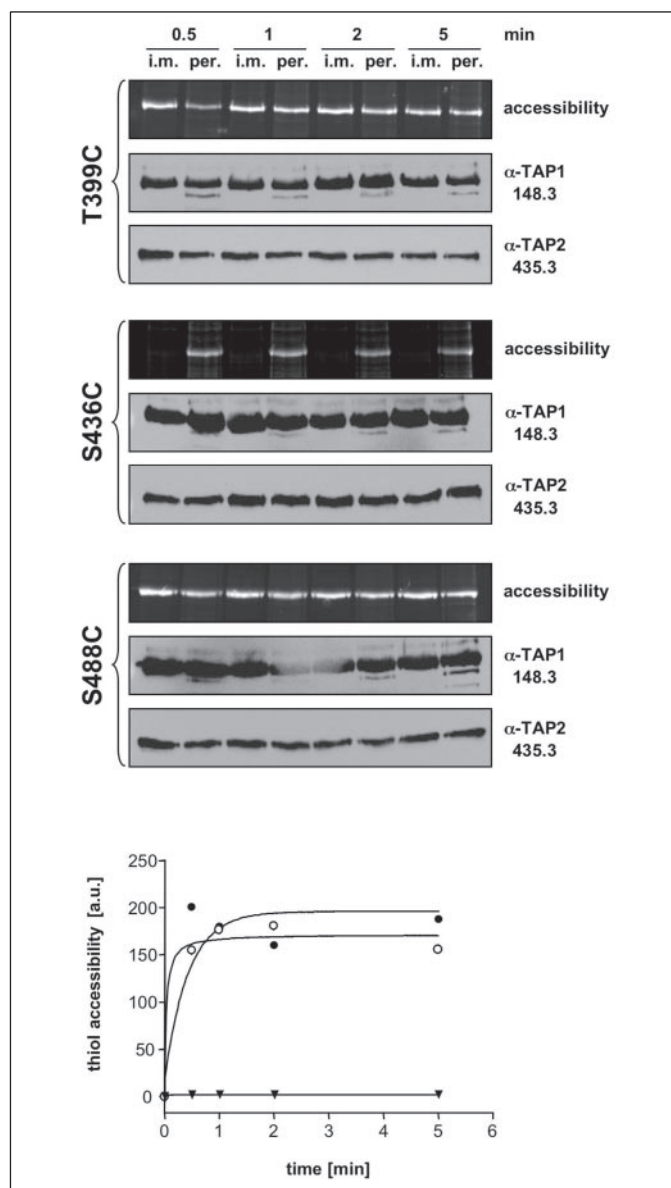 0.5 1 2 5 min
i.m. per. i.m. per. i.m. per. i.m. per.
T399C
accessibility
α-TAP1
148.3
α-TAP2
435.3
S436C
accessibility
α-TAP1
148.3
α-TAP2
435.3
S488C
accessibility
α-TAP1
148.3
α-TAP2
435.3
thiol accessibility [a.u.]
250
200
150
100
50
0
0 1 2 3 4 5 6
time [min]